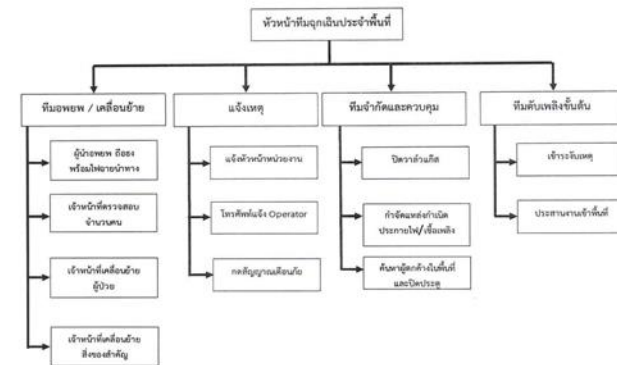 หัวหน้าทีมฉุกเฉินประจำพื้นที่
ทีมอพยพ / เคลื่อนย้าย
แจ้งเหตุ
ทีมจำกัดและควบคุม
ทีมดับเพลิงขั้นต้น
ผู้นำอพยพ ถือธง
พร้อมไฟฉายนำทาง
เจ้าหน้าที่ตรวจสอบ
จำนวนคน
เจ้าหน้าที่เคลื่อนย้าย
ผู้ป่วย
เจ้าหน้าที่เคลื่อนย้าย
สิ่งของสำคัญ
แจ้งหัวหน้าหน่วยงาน
โทรศัพท์แจ้ง Operator
กดสัญญาณเตือนภัย
ปิดวาล์วแก๊ส
กำจัดแหล่งกำเนิด
ประกายไฟ/เชื้อเพลิง
ค้นหาผู้ตกค้างในพื้นที่
และปิดประตู
เข้าระงับเหตุ
ประสานงานเข้าพื้นที่